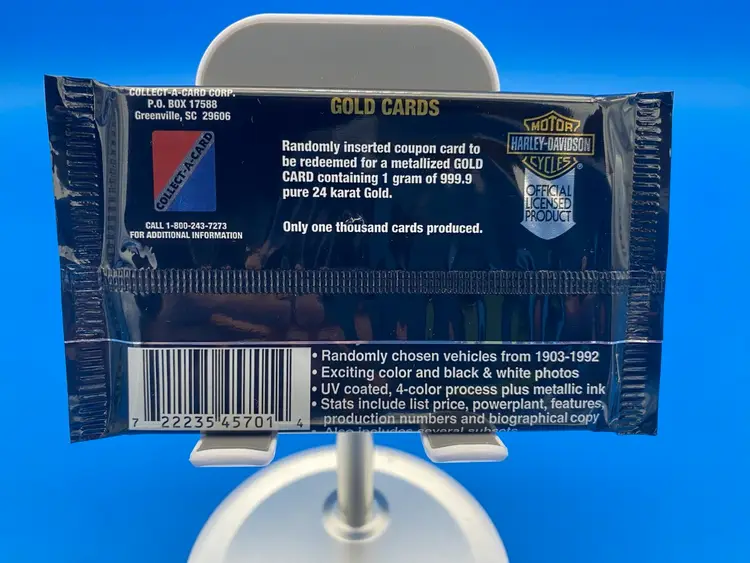 COLLECT-A-CARD CORP.
P.O. BOX 17588
Greenville, SC 29606
COLLECT-A-CARD
CALL 1-800-243-7273
FOR ADDITIONAL INFORMATION
GOLD CARDS
Randomly inserted coupon card to
be redeemed for a metallized GOLD
CARD containing 1 gram of 999.9
pure 24 karat Gold.
Only one thousand cards produced.
MOTOR
HARLEY-DAVIDSON
CYCLES
®
OFFICIAL
LICENSED
PRODUCT
7 22235 45701 4
• Randomly chosen vehicles from 1903-1992
• Exciting color and black & white photos
• UV coated, 4-color process plus metallic ink
• Stats include list price, powerplant, features,
production numbers and biographical copy
• Also includes several subsets